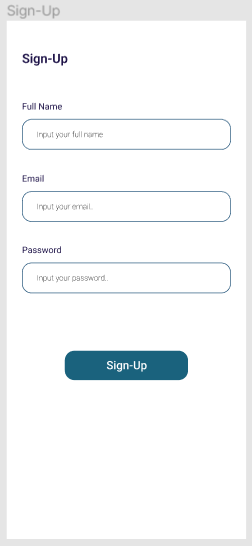 Sign-Up
Sign-Up
Full Name
Input your full name
Email
Input your email..
Password
Input your password..
Sign-Up